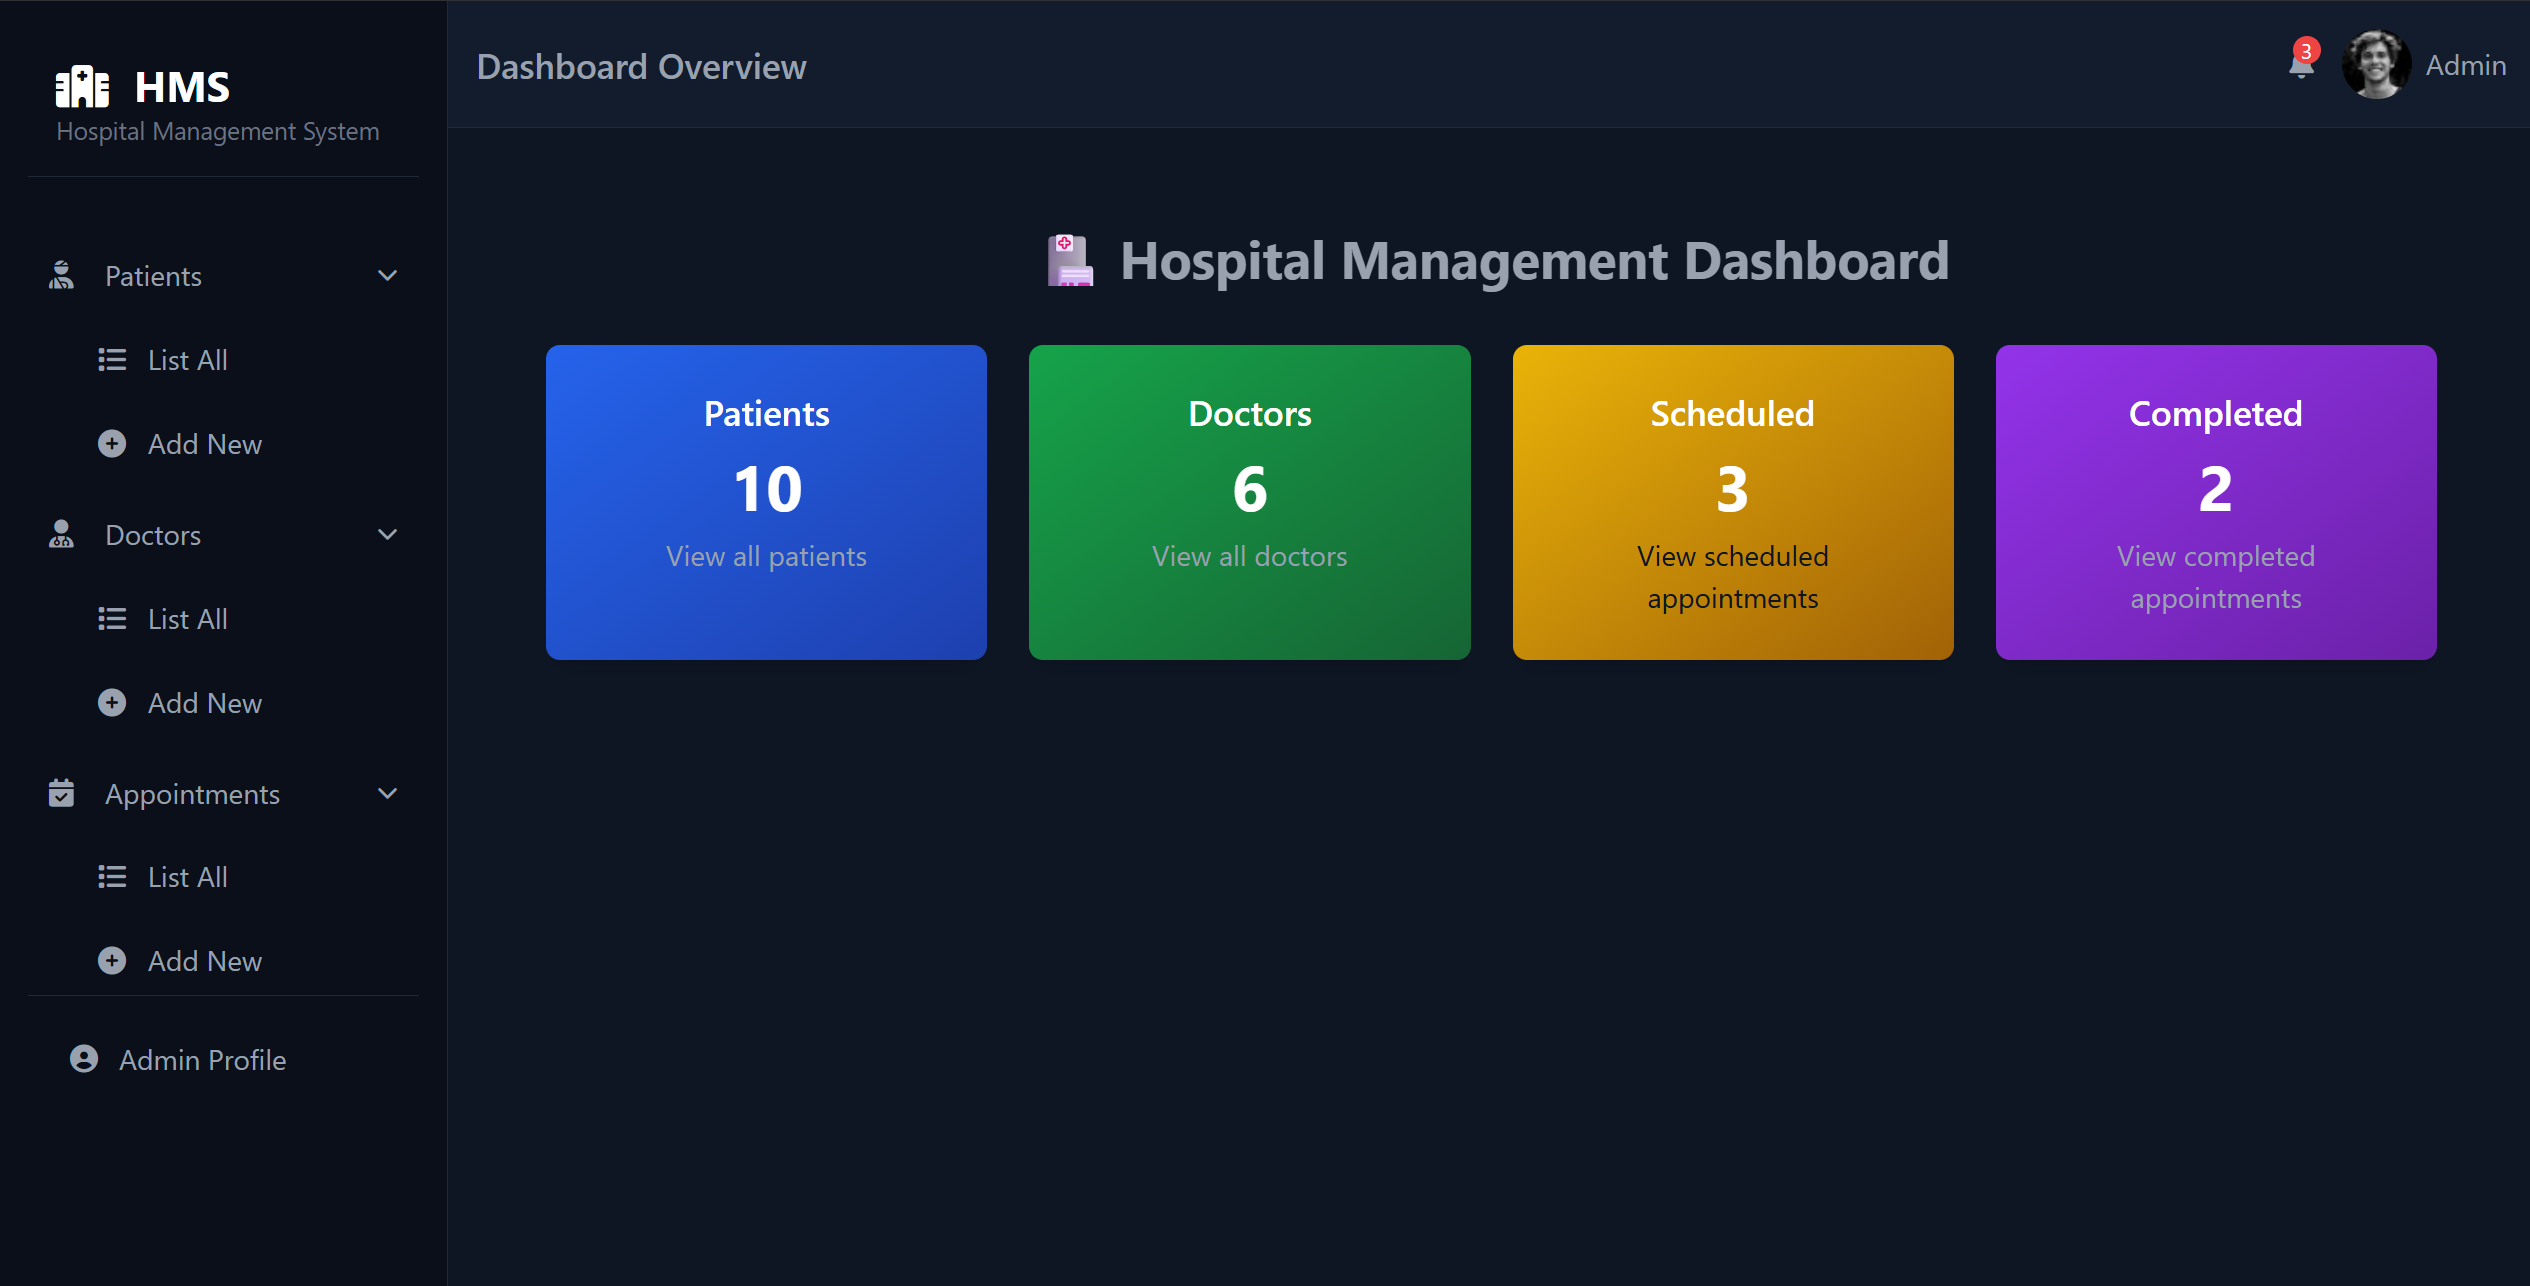 HMS
Hospital Management System
Patients
List All
Add New
Doctors
List All
Add New
Appointments
List All
Add New
Admin Profile
Dashboard Overview
3
Admin
Hospital Management Dashboard
Patients
10
View all patients
Doctors
6
View all doctors
Scheduled
3
View scheduled
appointments
Completed
2
View completed
appointments